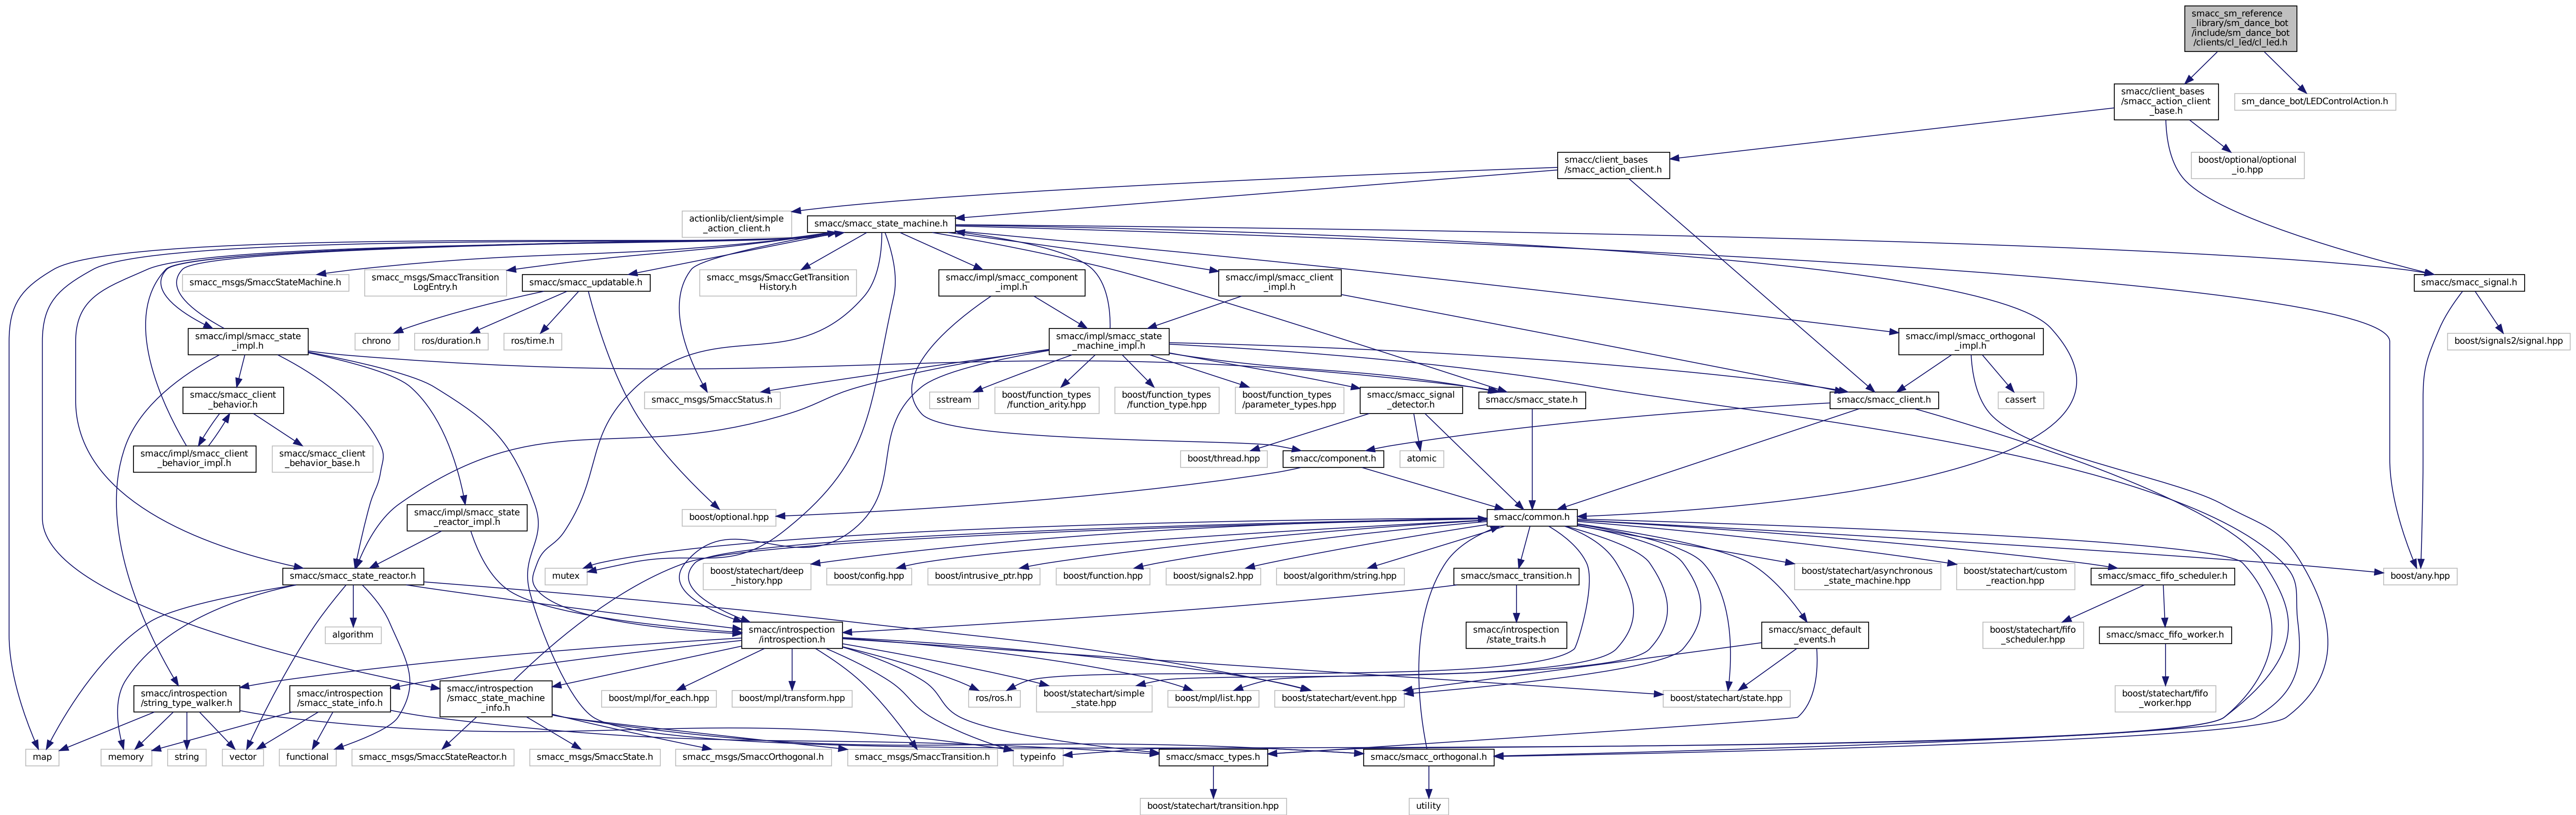 smacc_sm_reference
_library/sm_dance_bot
/include/sm_dance_bot
/clients/cl_led/cl_led.h
smacc/client_bases
/smacc_action_client
_base.h
sm_dance_bot/LEDControlAction.h
smacc/client_bases
/smacc_action_client.h
boost/optional/optional
_io.hpp
actionlib/client/simple
_action_client.h
smacc/smacc_state_machine.h
smacc_msgs/SmaccStateMachine.h
smacc_msgs/SmaccTransition
LogEntry.h
smacc/smacc_updatable.h
smacc_msgs/SmaccGetTransition
History.h
smacc/impl/smacc_component
_impl.h
smacc/impl/smacc_client
_impl.h
smacc/smacc_signal.h
smacc/impl/smacc_state
_impl.h
chrono
ros/duration.h
ros/time.h
smacc/impl/smacc_state
_machine_impl.h
smacc/impl/smacc_orthogonal
_impl.h
boost/signals2/signal.hpp
smacc/smacc_client
_behavior.h
smacc_msgs/SmaccStatus.h
sstream
boost/function_types
/function_arity.hpp
boost/function_types
/function_type.hpp
boost/function_types
/parameter_types.hpp
smacc/smacc_signal
_detector.h
smacc/smacc_state.h
smacc/smacc_client.h
cassert
smacc/impl/smacc_client
_behavior_impl.h
smacc/smacc_client
_behavior_base.h
boost/thread.hpp
smacc/component.h
atomic
smacc/impl/smacc_state
_reactor_impl.h
boost/optional.hpp
smacc/common.h
smacc/smacc_state_reactor.h
mutex
boost/statechart/deep
_history.hpp
boost/config.hpp
boost/intrusive_ptr.hpp
boost/function.hpp
boost/signals2.hpp
boost/algorithm/string.hpp
smacc/smacc_transition.h
boost/statechart/asynchronous
_state_machine.hpp
boost/statechart/custom
_reaction.hpp
smacc/smacc_fifo_scheduler.h
boost/any.hpp
algorithm
smacc/introspection
/introspection.h
smacc/introspection
/state_traits.h
smacc/smacc_default
_events.h
boost/statechart/fifo
_scheduler.hpp
smacc/smacc_fifo_worker.h
smacc/introspection
/string_type_walker.h
smacc/introspection
/smacc_state_info.h
smacc/introspection
/smacc_state_machine
_info.h
boost/mpl/for_each.hpp
boost/mpl/transform.hpp
ros/ros.h
boost/statechart/simple
_state.hpp
boost/mpl/list.hpp
boost/statechart/event.hpp
boost/statechart/state.hpp
boost/statechart/fifo
_worker.hpp
map
memory
string
vector
functional
smacc_msgs/SmaccStateReactor.h
smacc_msgs/SmaccState.h
smacc_msgs/SmaccOrthogonal.h
smacc_msgs/SmaccTransition.h
typeinfo
smacc/smacc_types.h
smacc/smacc_orthogonal.h
boost/statechart/transition.hpp
utility